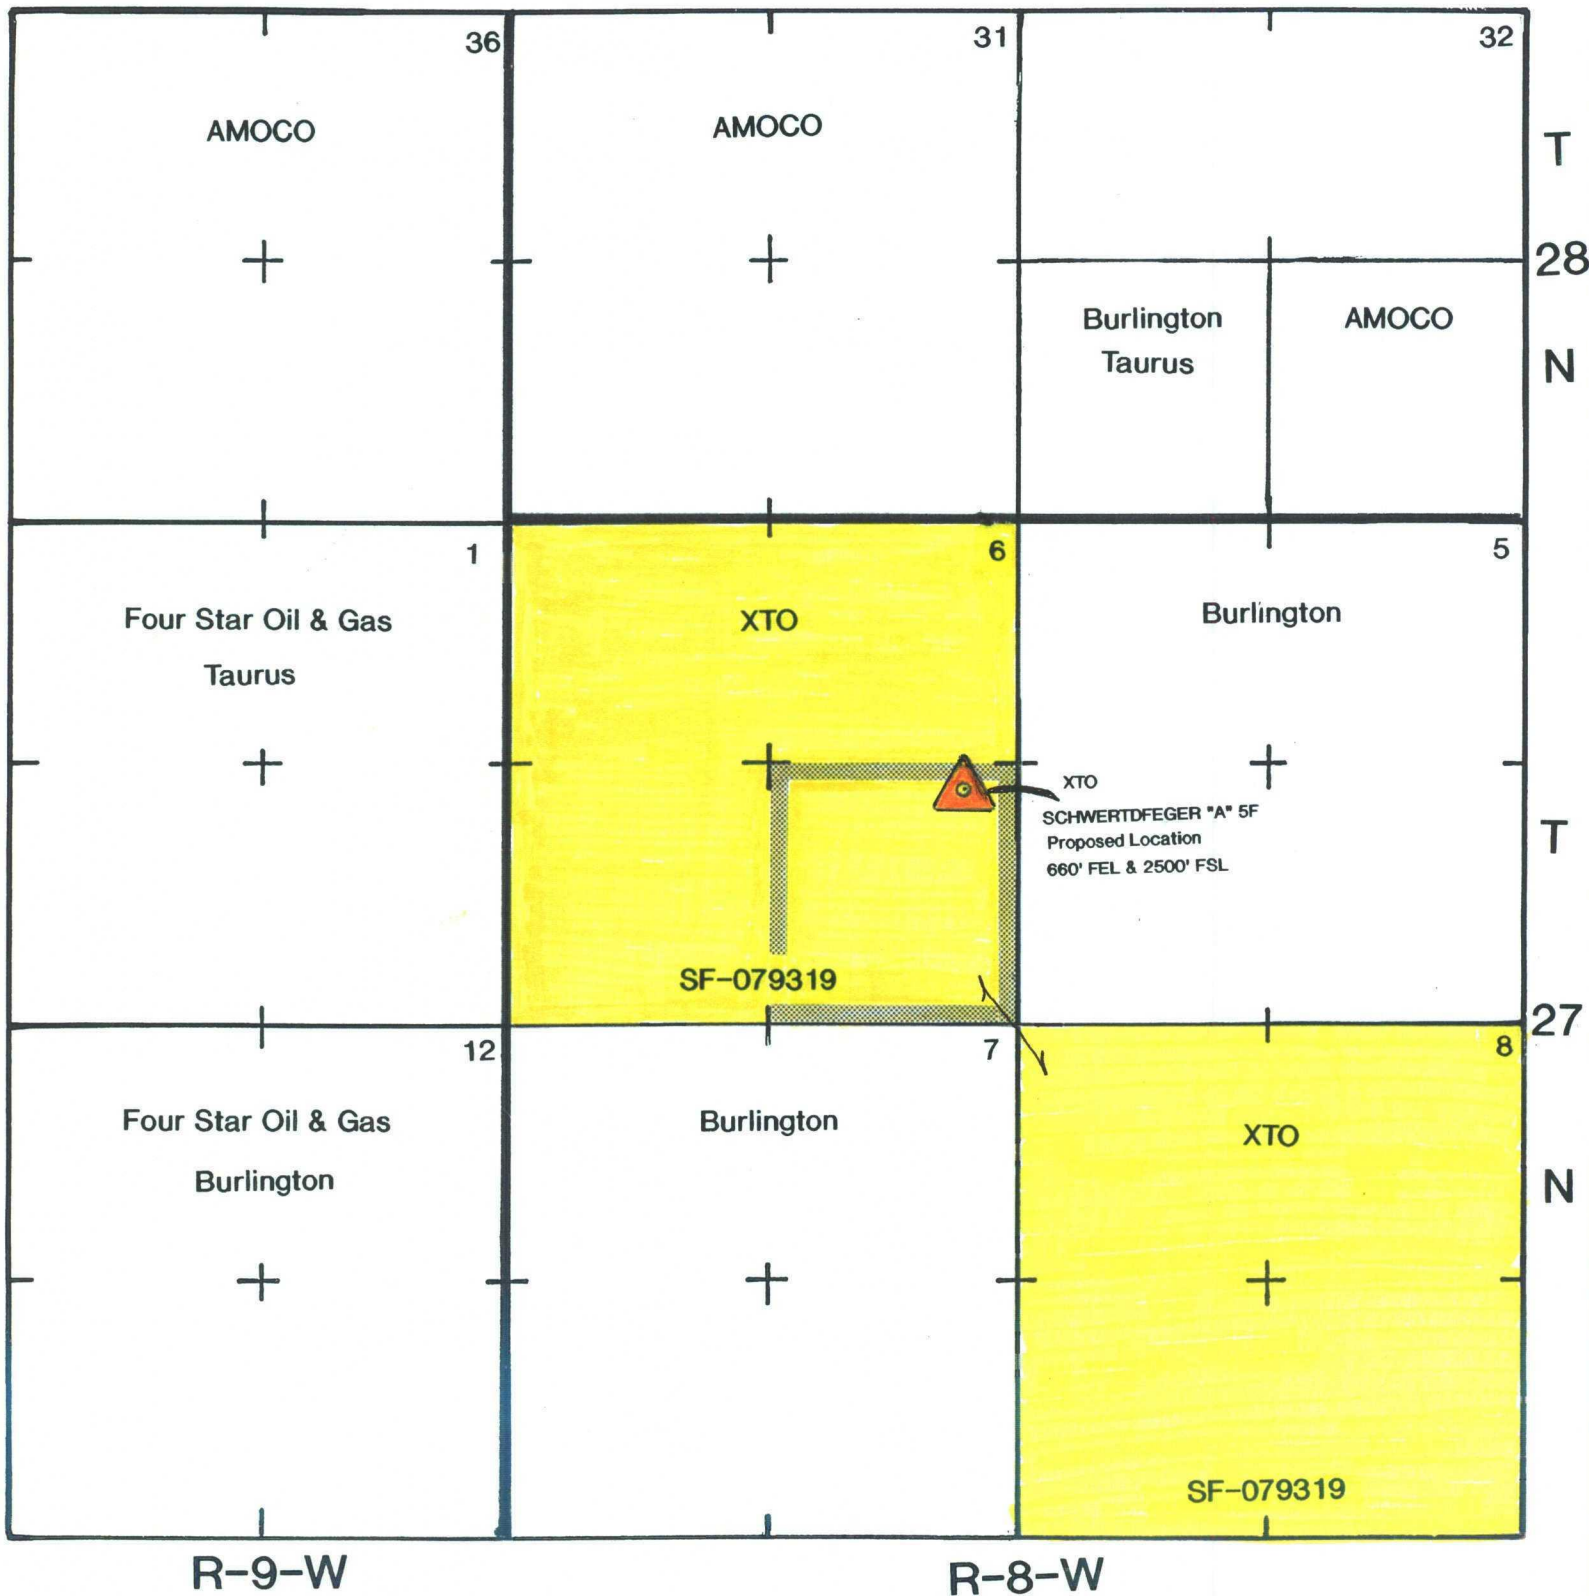 36
31
32
AMOCO
AMOCO
T
28
N
Burlington
Taurus
AMOCO
1
6
5
Four Star Oil & Gas
Taurus
XTO
Burlington
XTO
SCHWERTDFEGER "A" 5F
Proposed Location
660' FEL & 2500' FSL
T
SF-079319
27
12
7
8
Four Star Oil & Gas
Burlington
Burlington
XTO
N
SF-079319
R-9-W
R-8-W